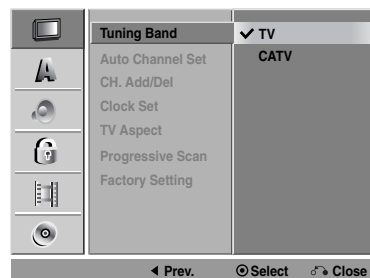 Tuning Band
Auto Channel Set
CH. Add/Del
Clock Set
TV Aspect
Progressive Scan
Factory Setting
TV
CATV
Prev.
Select
Close